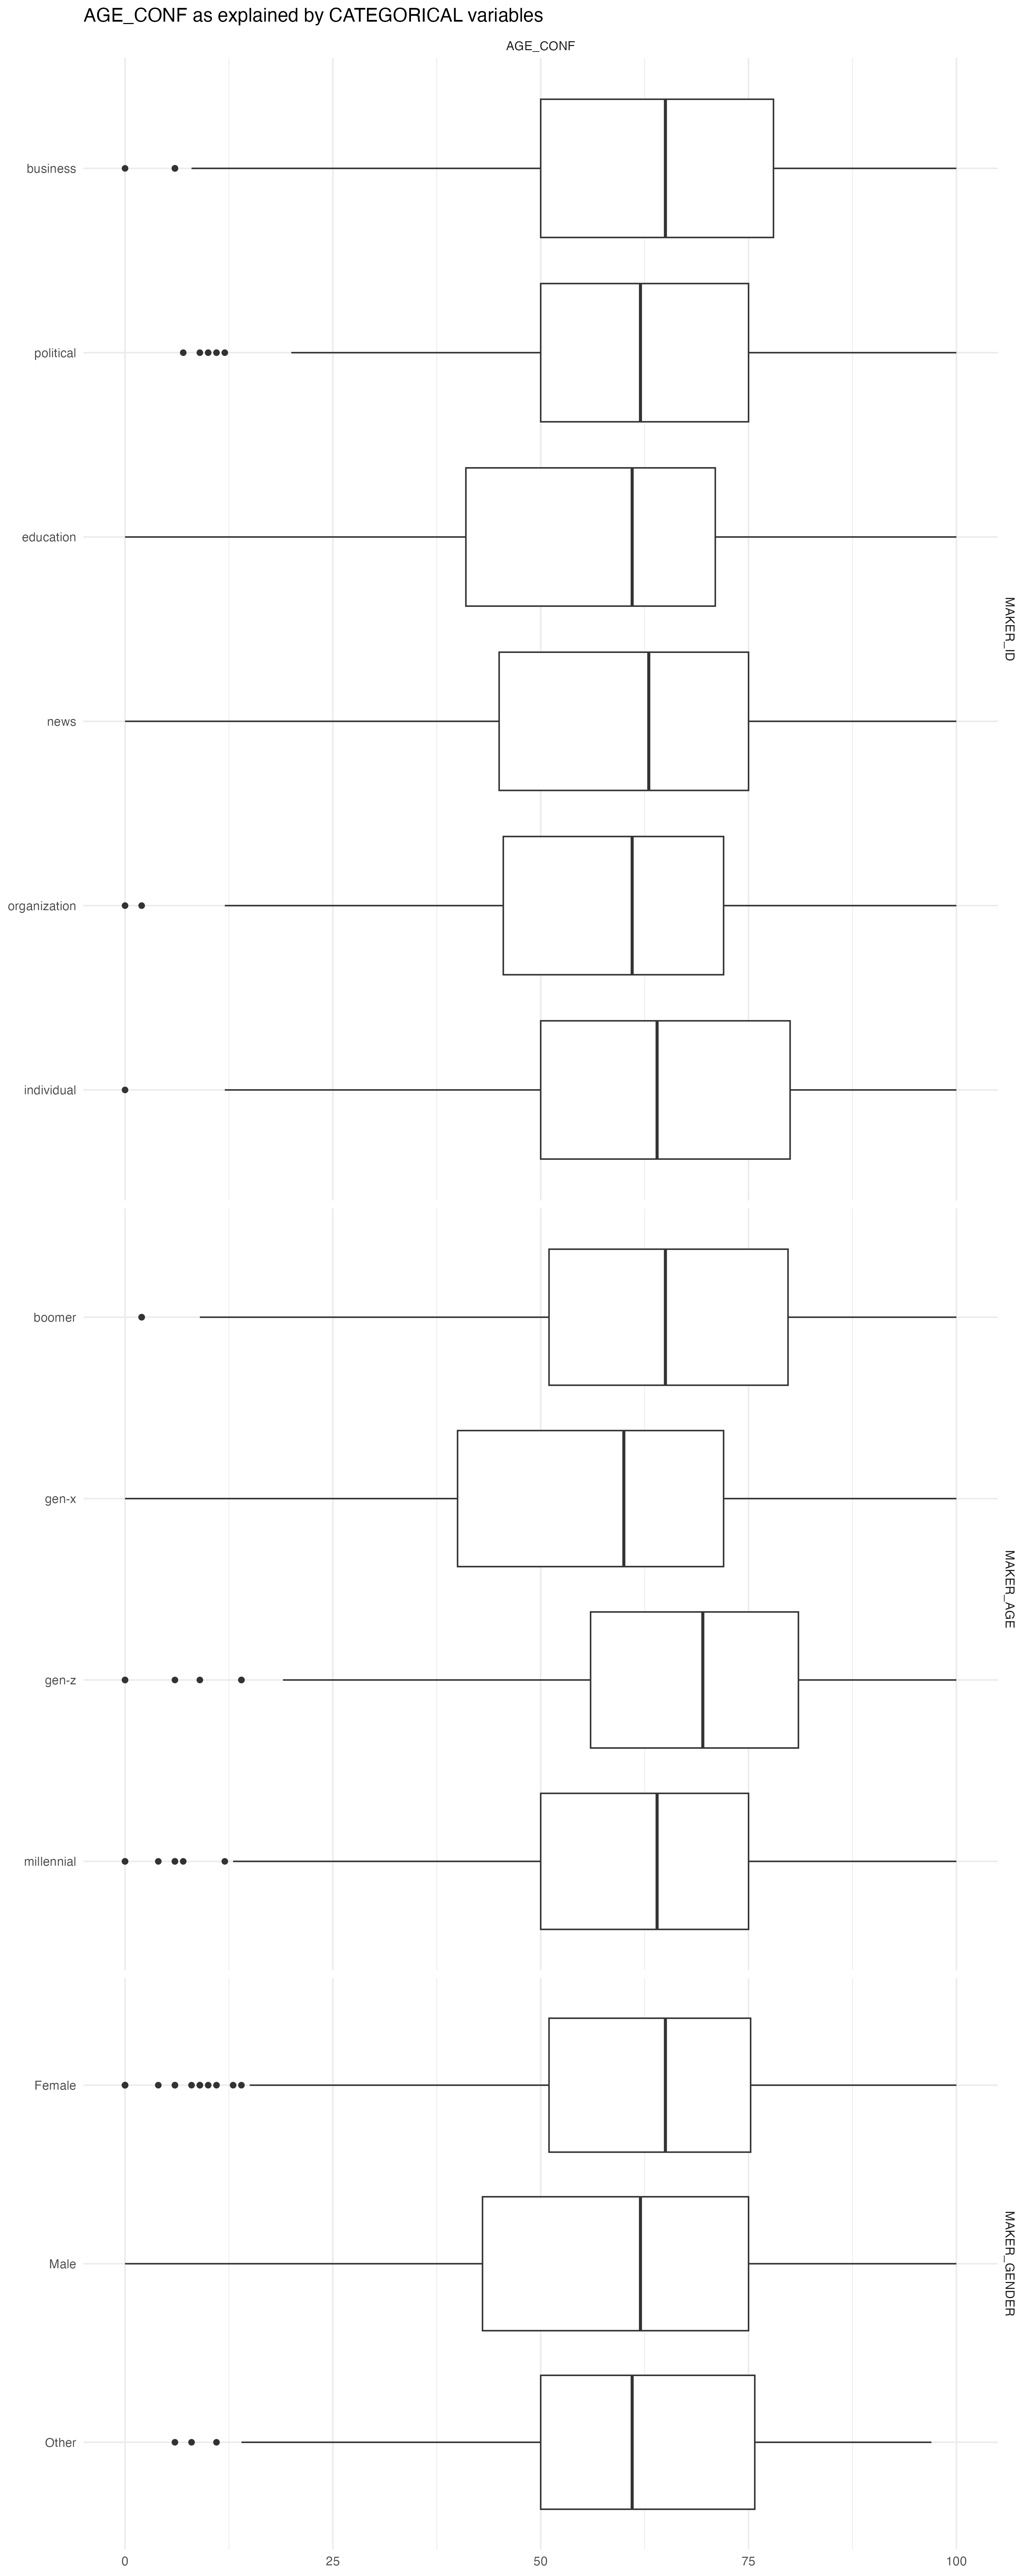 AGE_CONF as explained by CATEGORICAL variables
AGE_CONF
business
political
education
news
organization
individual
MAKER_ID
boomer
gen-x
gen-z
millennial
MAKER_AGE
Female
Male
Other
MAKER_GENDER
0 25 50 75 100